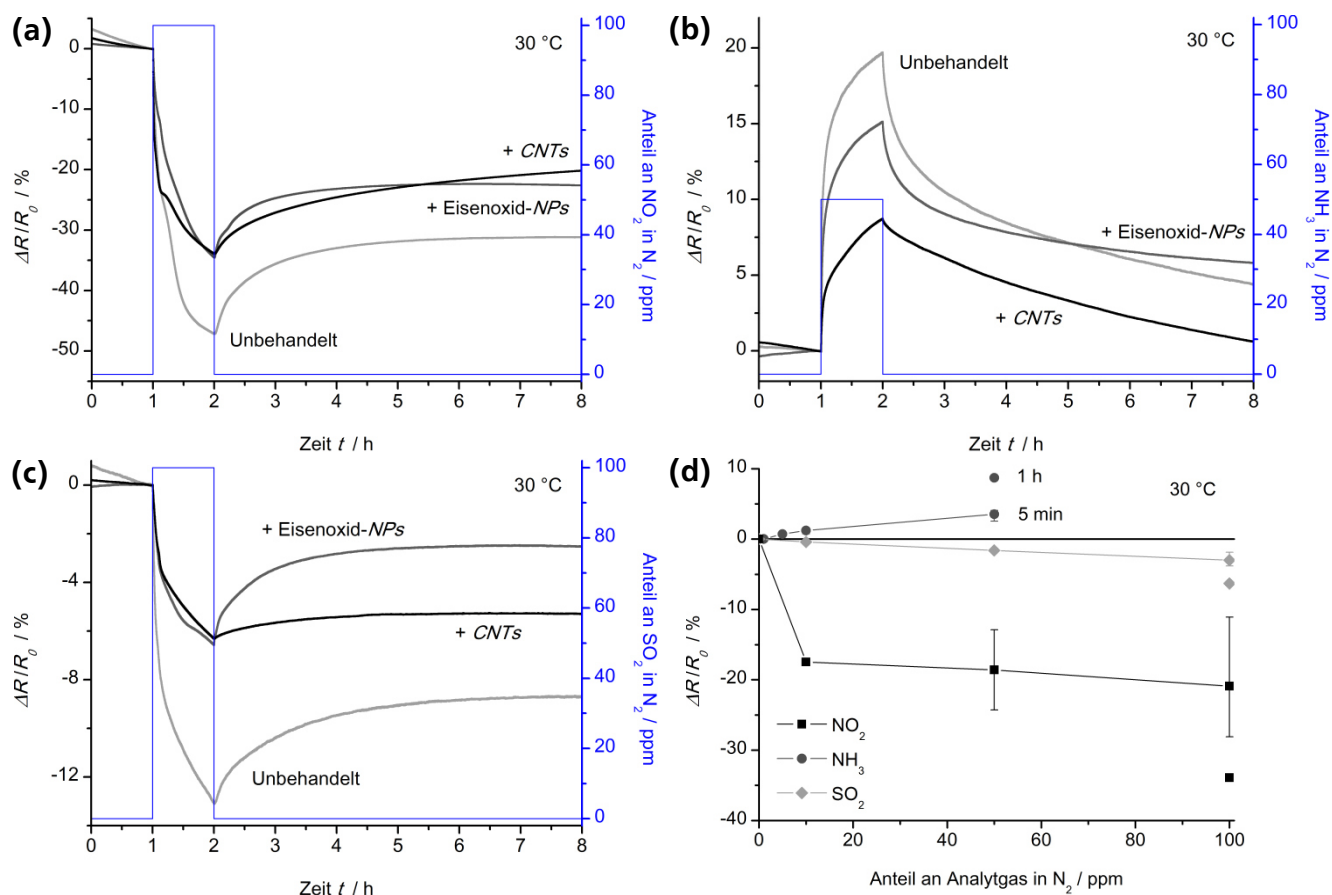 (a)
30 °C
0
-10
-20
-30
-40
-50
ΔR/R₀ / %
+ CNTs
+ Eisenoxid-NPs
Unbehandelt
100
80
60
40
20
0
Anteil an NO₂ in N₂ / ppm
0 1 2 3 4 5 6 7 8
Zeit t / h
(b)
30 °C
20
15
10
5
0
ΔR/R₀ / %
Unbehandelt
+ Eisenoxid-NPs
+ CNTs
100
80
60
40
20
0
Anteil an NH₃ in N₂ / ppm
0 1 2 3 4 5 6 7 8
Zeit t / h
(c)
30 °C
0
-4
-8
-12
ΔR/R₀ / %
+ Eisenoxid-NPs
+ CNTs
Unbehandelt
100
80
60
40
20
0
Anteil an SO₂ in N₂ / ppm
0 1 2 3 4 5 6 7 8
Zeit t / h
(d)
10
0
-10
-20
-30
-40
ΔR/R₀ / %
1 h
5 min
30 °C
NO₂
NH₃
SO₂
0 20 40 60 80 100
Anteil an Analytgas in N₂ / ppm